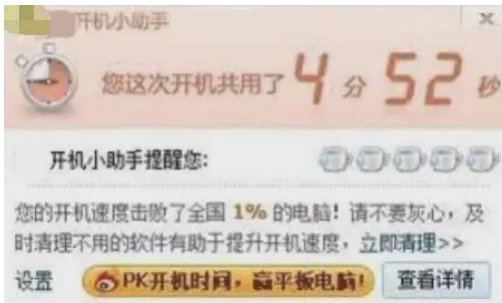 开机小助手
您这次开机共用了 4 分 52 秒
开机小助手提醒您:
您的开机速度击败了全国 1% 的电脑! 请不要灰心, 及
时清理不用的软件有助于提升开机速度, 立即清理>>
设置 PK开机时间, 赢平板电脑! 查看详情